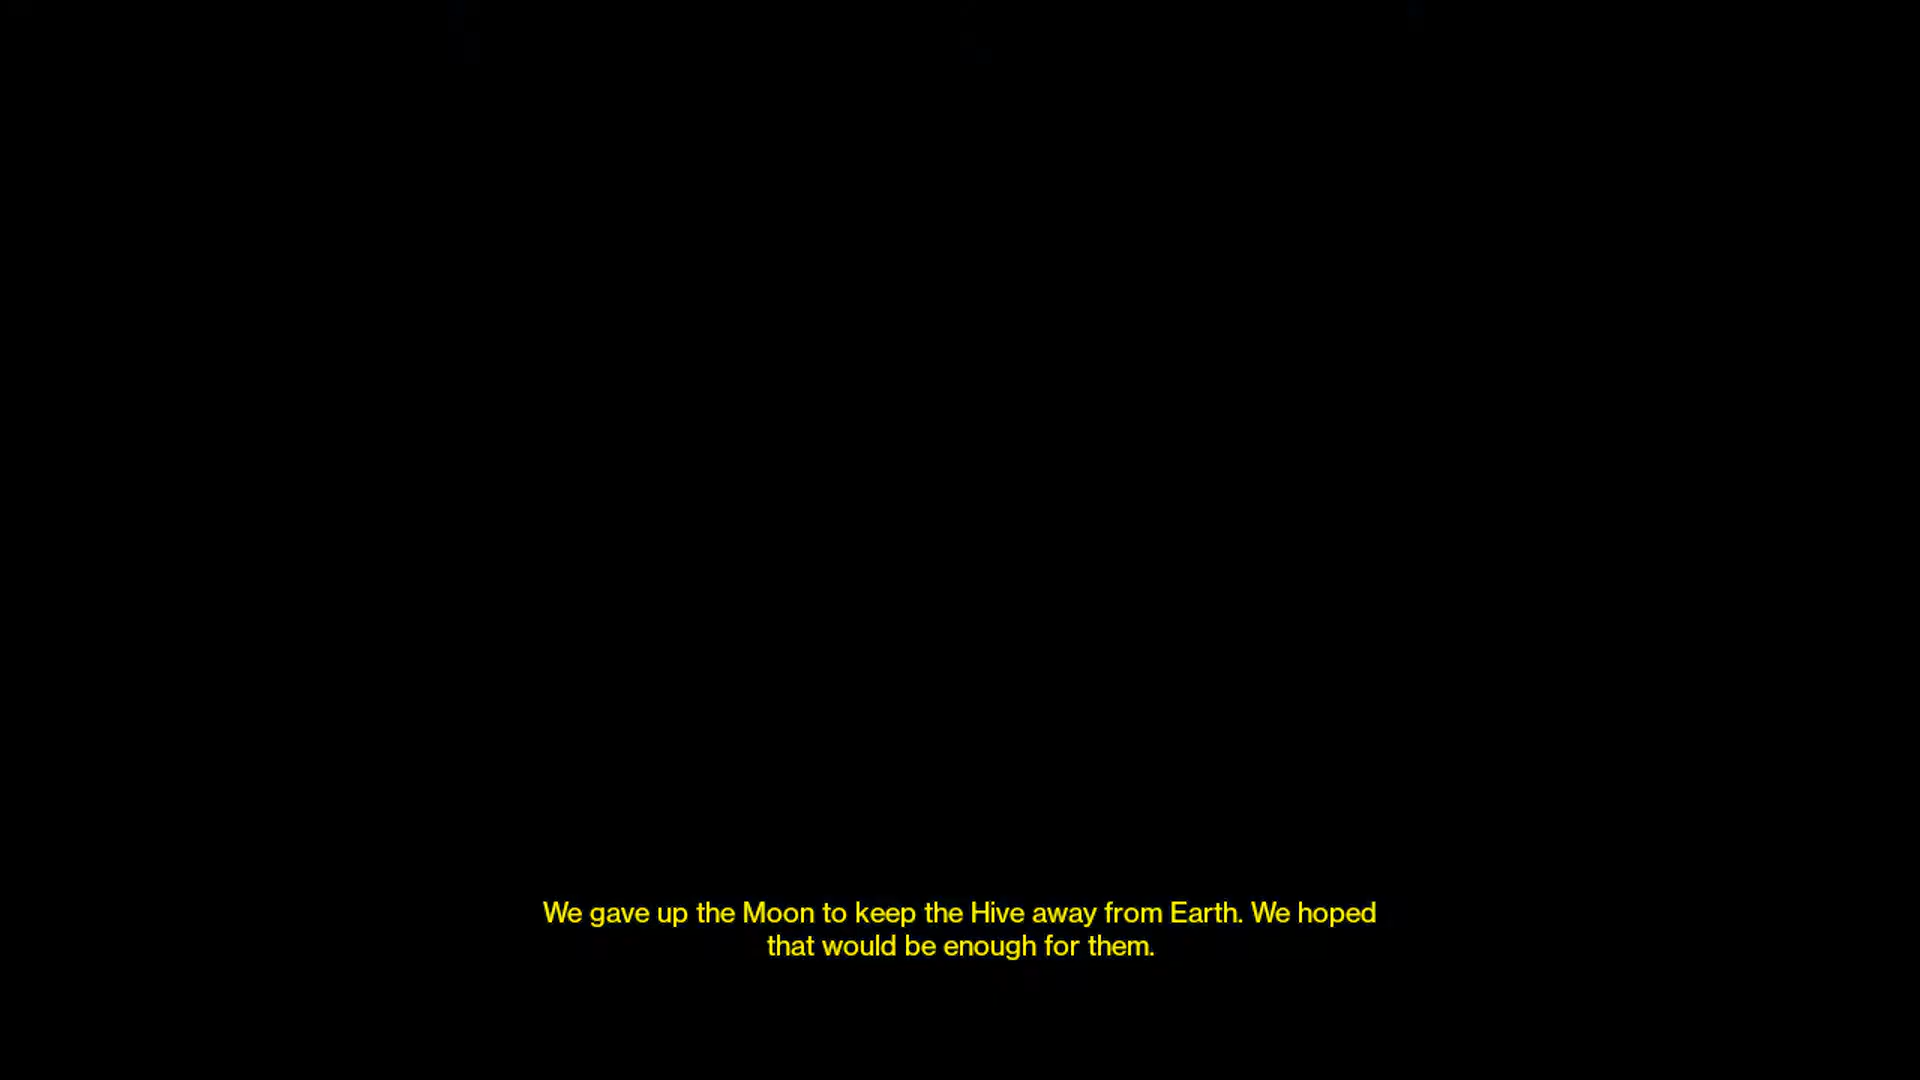 We gave up the Moon to keep the Hive away from Earth. We hoped
that would be enough for them.